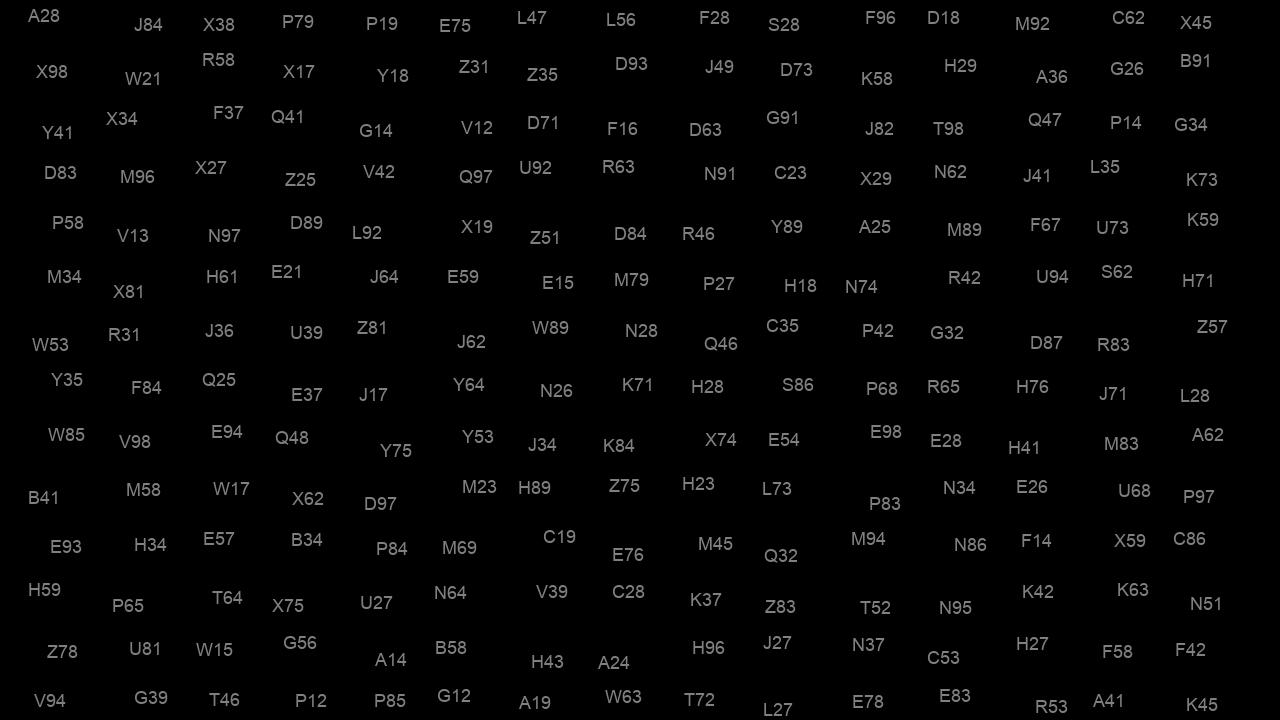 A28 J84 X38 P79 P19 E75 L47 L56 F28 S28 F96 D18 M92 C62 X45
X98 W21 R58 X17 Y18 Z31 Z35 D93 J49 D73 K58 H29 A36 G26 B91
Y41 X34 F37 Q41 G14 V12 D71 F16 D63 G91 J82 T98 Q47 P14 G34
D83 M96 X27 Z25 V42 Q97 U92 R63 N91 C23 X29 N62 J41 L35 K73
P58 V13 N97 D89 L92 X19 Z51 D84 R46 Y89 A25 M89 F67 U73 K59
M34 X81 H61 E21 J64 E59 E15 M79 P27 H18 N74 R42 U94 S62 H71
W53 R31 J36 U39 Z81 J62 W89 N28 Q46 C35 P42 G32 D87 R83 Z57
Y35 F84 Q25 E37 J17 Y64 N26 K71 H28 S86 P68 R65 H76 J71 L28
W85 V98 E94 Q48 Y75 Y53 J34 K84 X74 E54 E98 E28 H41 M83 A62
B41 M58 W17 X62 D97 M23 H89 Z75 H23 L73 P83 N34 E26 U68 P97
E93 H34 E57 B34 P84 M69 C19 E76 M45 Q32 M94 N86 F14 X59 C86
H59 P65 T64 X75 U27 N64 V39 C28 K37 Z83 T52 N95 K42 K63 N51
Z78 U81 W15 G56 A14 B58 H43 A24 H96 J27 N37 C53 H27 F58 F42
V94 G39 T46 P12 P85 G12 A19 W63 T72 L27 E78 E83 R53 A41 K45